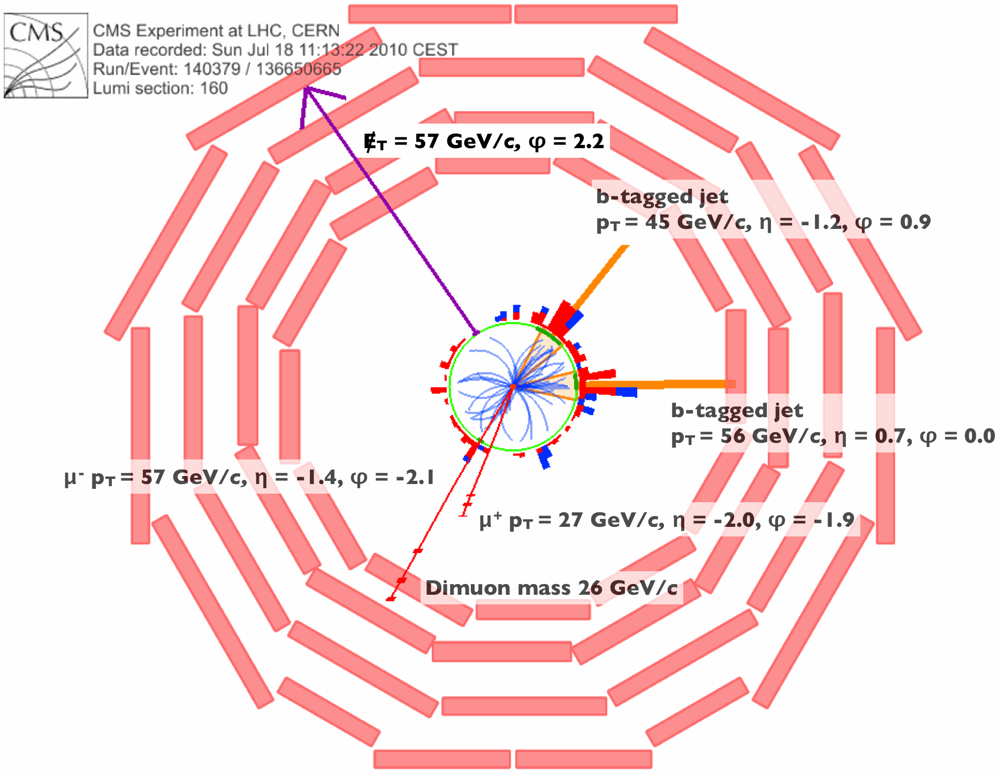 CMS
CMS Experiment at LHC, CERN
Data recorded: Sun Jul 18 11:13:22 2010 CEST
Run/Event: 140379 / 136650665
Lumi section: 160
E̸T = 57 GeV/c, φ = 2.2
b-tagged jet
pT = 45 GeV/c, η = -1.2, φ = 0.9
b-tagged jet
pT = 56 GeV/c, η = 0.7, φ = 0.0
μ- pT = 57 GeV/c, η = -1.4, φ = -2.1
μ+ pT = 27 GeV/c, η = -2.0, φ = -1.9
Dimuon mass 26 GeV/c